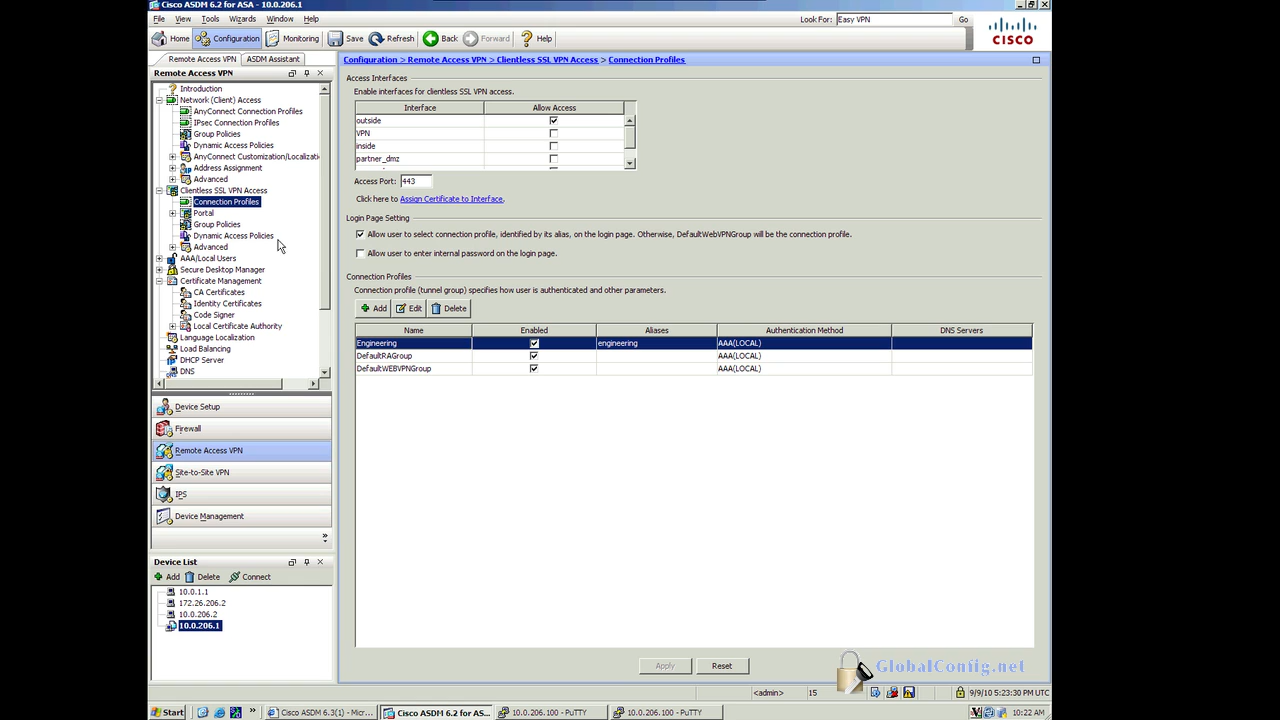 Cisco ASDM 6.2 for ASA - 10.0.206.1
File View Tools Wizards Window Help
Look For: Easy VPN Go
Home Configuration Monitoring Save Refresh Back Forward Help
CISCO
Remote Access VPN ASDM Assistant
Remote Access VPN
Introduction
Network (Client) Access
AnyConnect Connection Profiles
IPsec Connection Profiles
Group Policies
Dynamic Access Policies
AnyConnect Customization/Localizati
Address Assignment
Advanced
Clientless SSL VPN Access
Connection Profiles
Portal
Group Policies
Dynamic Access Policies
Advanced
AAA/Local Users
Secure Desktop Manager
Certificate Management
CA Certificates
Identity Certificates
Code Signer
Local Certificate Authority
Language Localization
Load Balancing
DHCP Server
DNS
Device Setup
Firewall
Remote Access VPN
Site-to-Site VPN
IPS
Device Management
Device List
Add Delete Connect
10.0.1.1
172.26.206.2
10.0.206.2
10.0.206.1
Configuration > Remote Access VPN > Clientless SSL VPN Access > Connection Profiles
Access Interfaces
Enable interfaces for clientless SSL VPN access.
Interface Allow Access
outside
VPN
inside
partner_dmz
Access Port: 443
Click here to Assign Certificate to Interface.
Login Page Setting
Allow user to select connection profile, identified by its alias, on the login page. Otherwise, DefaultWebVPNGroup will be the connection profile.
Allow user to enter internal password on the login page.
Connection Profiles
Connection profile (tunnel group) specifies how user is authenticated and other parameters.
Add Edit Delete
Name Enabled Aliases Authentication Method DNS Servers
Engineering engineering AAA(LOCAL)
DefaultRAGroup AAA(LOCAL)
DefaultWEBVPNGroup AAA(LOCAL)
Apply Reset
GlobalConfig.net
<admin> 15 9/9/10 5:23:30 PM UTC
Start Cisco ASDM 6.3(1) - Micr... Cisco ASDM 6.2 for ASA... 10.0.206.100 - PuTTY 10.0.206.100 - PuTTY 10:22 AM